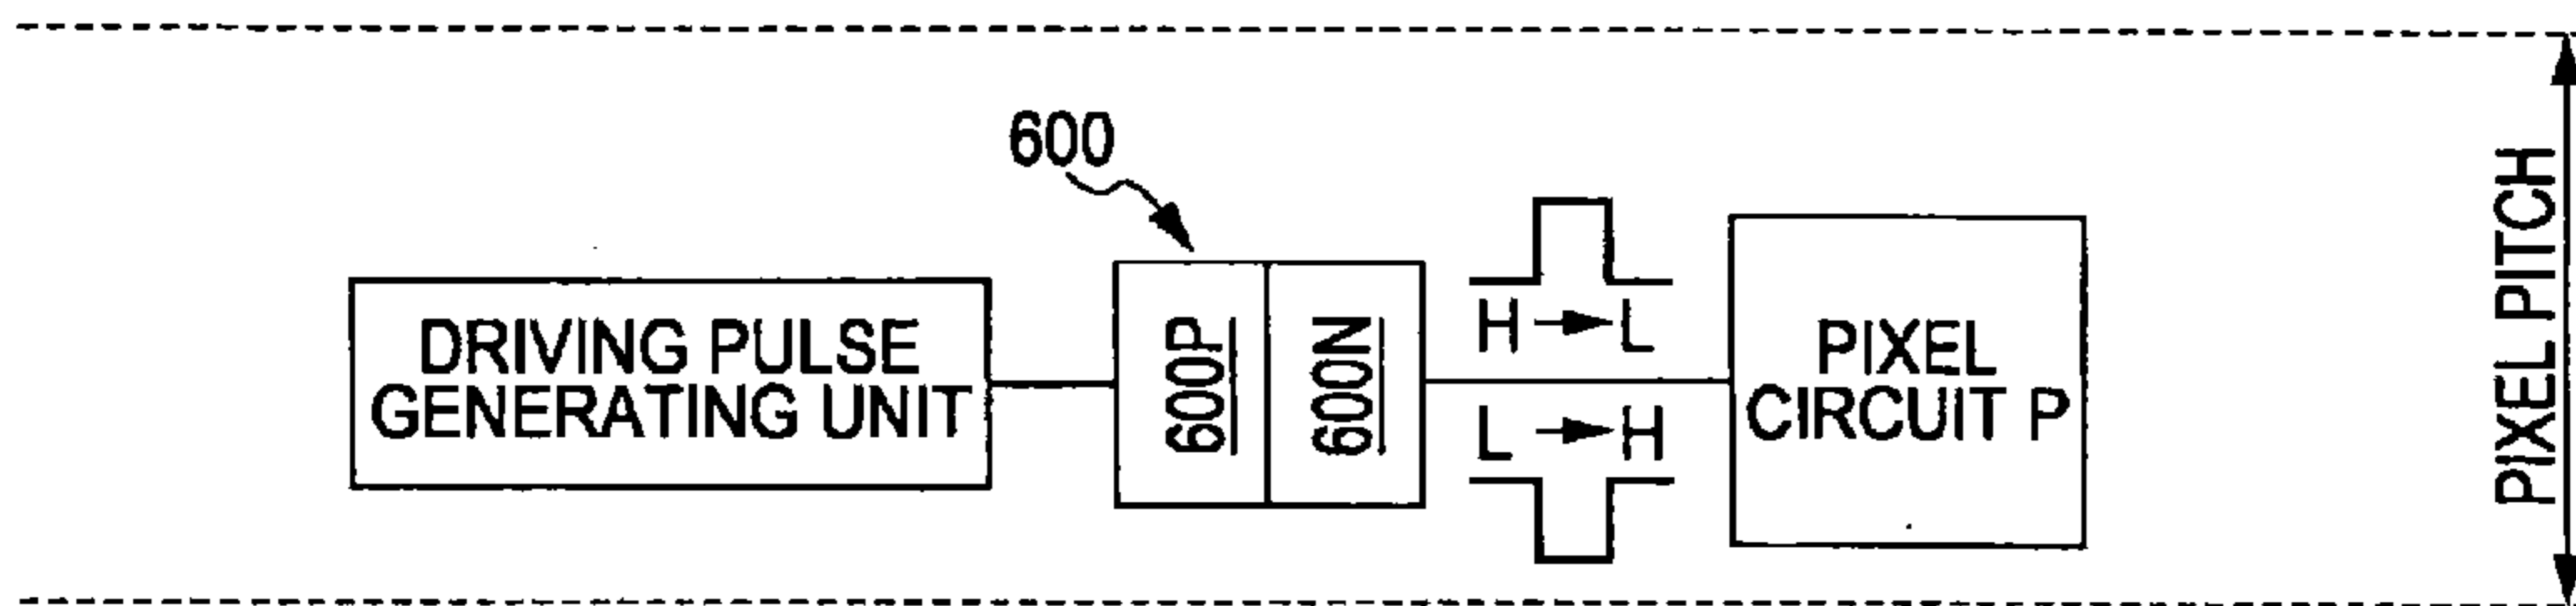 600
DRIVING PULSE
GENERATING UNIT
600P
600N
H → L
L → H
PIXEL
CIRCUIT P
PIXEL PITCH